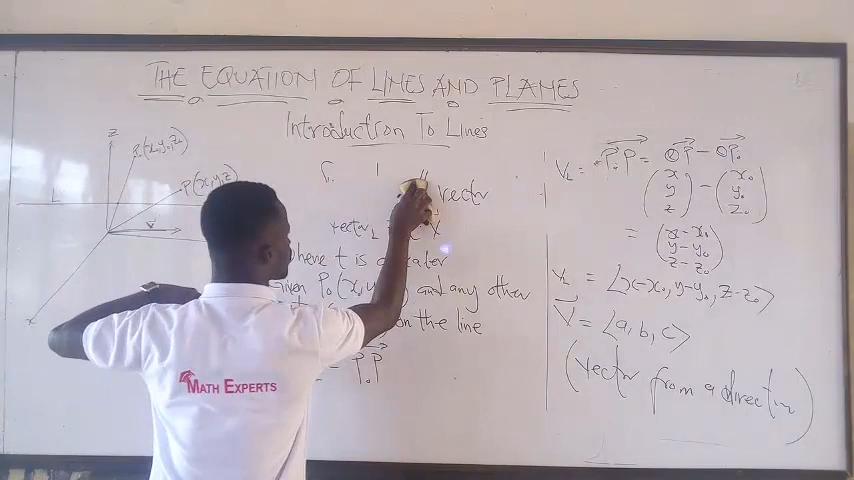 THE EQUATION OF LINES AND PLANES
Introduction To Lines
z
P₀(x₀,y₀,z₀)
P(x,y,z)
L
v
x
// vector
vector L
where t is a scalar
Given P₀(x₀,y₀ ) and any other
on the line
= P₀P
V_L = P₀P = OP - OP₀
(x y z) - (x₀ y₀ z₀)
= (x-x₀ y-y₀ z-z₀)
V_L = <x-x₀, y-y₀, z-z₀>
V = <a, b, c>
(vector from a direction)
MATH EXPERTS